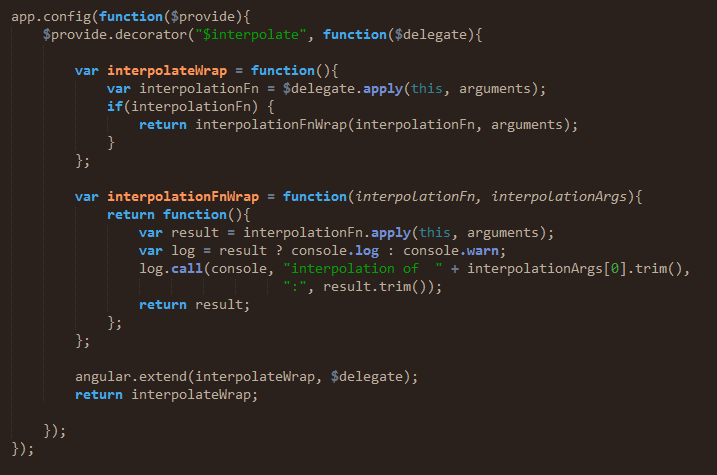 app.config(function($provide){
    $provide.decorator("$interpolate", function($delegate){

        var interpolateWrap = function(){
            var interpolationFn = $delegate.apply(this, arguments);
            if(interpolationFn) {
                return interpolationFnWrap(interpolationFn, arguments);
            }
        };

        var interpolationFnWrap = function(interpolationFn, interpolationArgs){
            return function(){
                var result = interpolationFn.apply(this, arguments);
                var log = result ? console.log : console.warn;
                log.call(console, "interpolation of  " + interpolationArgs[0].trim(),
                                  ":", result.trim());
                return result;
            };
        };

        angular.extend(interpolateWrap, $delegate);
        return interpolateWrap;

    });
});